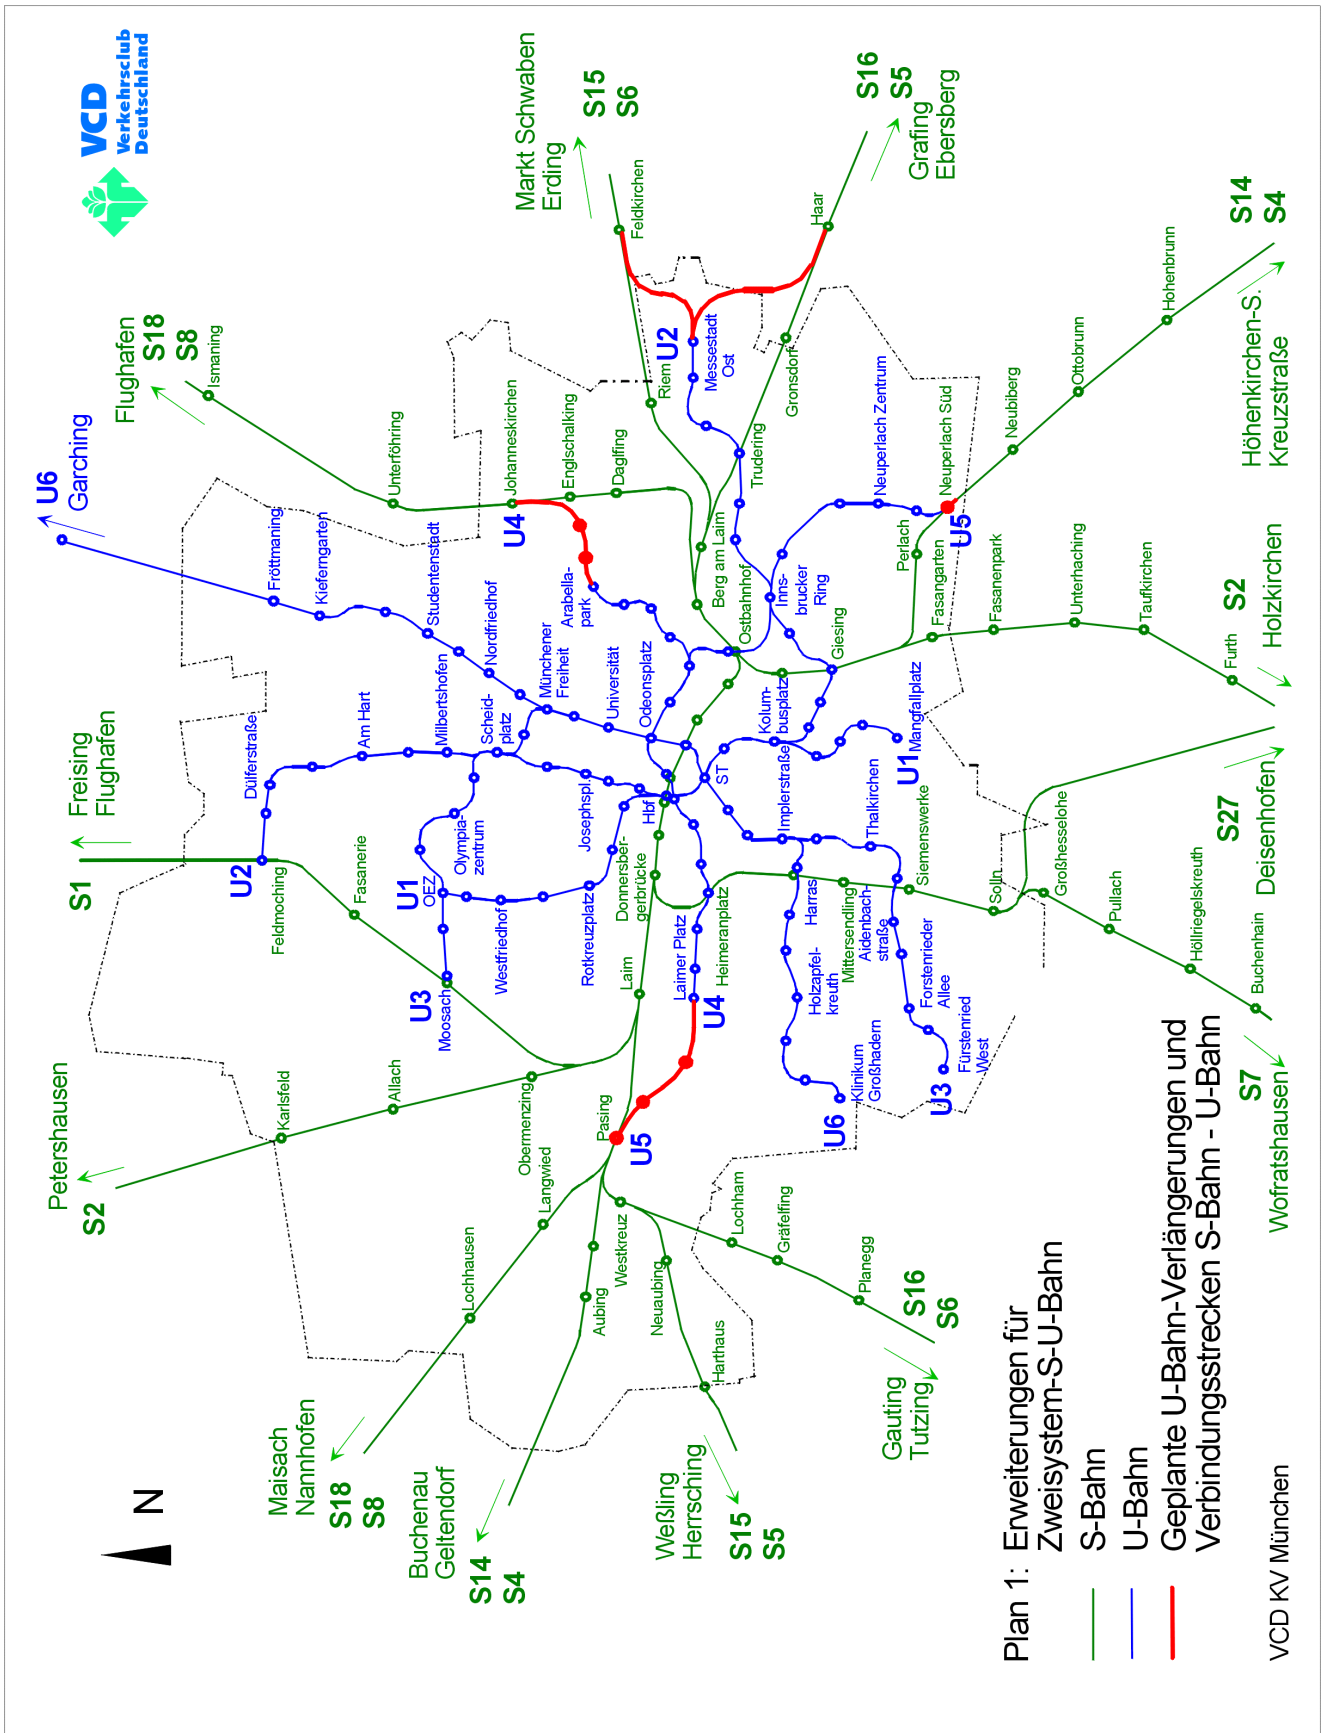 VCD
Verkehrsclub
Deutschland
N
Petershausen
S2
Freising
Flughafen
S1
U6
Garching
Flughafen
S18
S8
Markt Schwaben
Erding
S15
S6
S16
S5
Grafing
Ebersberg
S14
S4
Höhenkirchen-S.
Kreuzstraße
S2
Holzkirchen
S27
Deisenhofen
S7
Wofratshausen
S16
S6
Gauting
Tutzing
Weßling
Herrsching
S15
S5
Buchenau
Geltendorf
S14
S4
Maisach
Nannhofen
S18
S8
Karlsfeld
Allach
Obermenzing
Langwied
Lochhausen
Aubing
Westkreuz
Neuaubing
Harthaus
Lochham
Gräfelfing
Planegg
Pasing
U5
Laim
Donnersber-
gerbrücke
Feldmoching
Fasanerie
U3
Moosach
U2
Dülferstraße
Am Hart
Milbertshofen
Scheid-
platz
U1
OEZ
Olympia-
zentrum
Westfriedhof
Rotkreuzplatz
Josephspl.
Hbf
Fröttmaning
Kieferngarten
Studentenstadt
Nordfriedhof
Münchener
Freiheit
Universität
Odeonsplatz
Ismaning
Unterföhring
Johanneskirchen
U4
Englschalking
Daglfing
Arabella-
park
Feldkirchen
Riem
U2
Messestadt
Ost
Haar
Gronsdorf
Trudering
Berg am Laim
Ostbahnhof
Inns-
brucker
Ring
Giesing
Neuperlach Zentrum
Neuperlach Süd
U5
Perlach
Fasangarten
Fasanenpark
Unterhaching
Taufkirchen
Furth
Neubiberg
Ottobrunn
Hohenbrunn
Kolum-
busplatz
U1
Mangfallplatz
ST
Implerstraße
Thalkirchen
Siemenswerke
Solln
Großhesselohe
Pullach
Höllriegelskreuth
Buchenhain
Laimer Platz
U4
Heimeranplatz
Harras
Mittersendling
Aidenbach-
straße
Holzapfel-
kreuth
Forstenrieder
Allee
Fürstenried
West
U3
Klinikum
Großhadern
U6
Plan 1: Erweiterungen für
Zweisystem-S-U-Bahn
S-Bahn
U-Bahn
Geplante U-Bahn-Verlängerungen und
Verbindungsstrecken S-Bahn - U-Bahn
VCD KV München